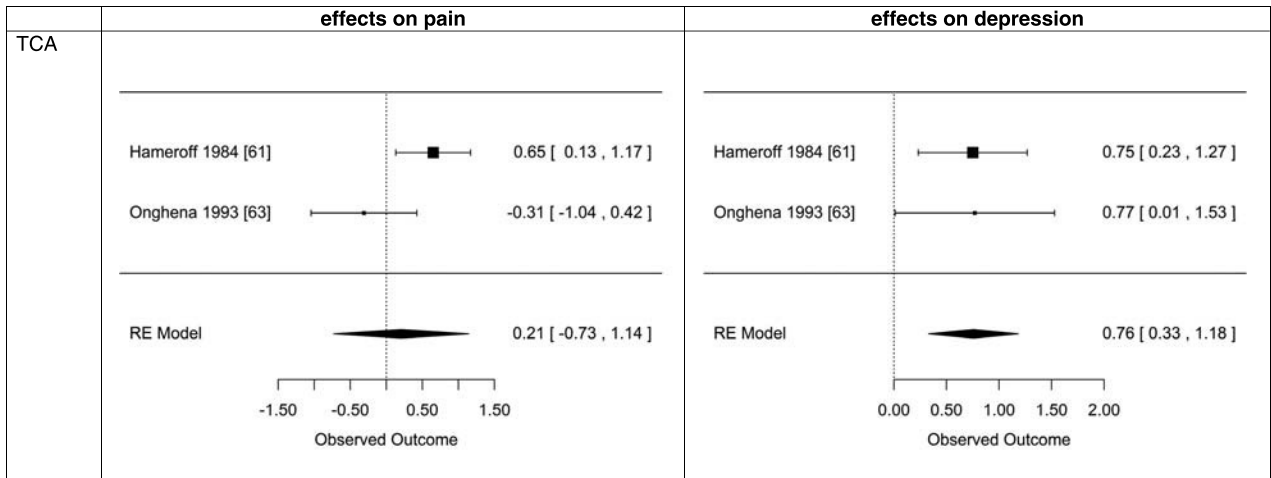 effects on pain effects on depression
TCA
Hameroff 1984 [61] 0.65 [ 0.13 , 1.17 ]
Onghena 1993 [63] -0.31 [ -1.04 , 0.42 ]
RE Model 0.21 [ -0.73 , 1.14 ]
-1.50 -0.50 0.50 1.50
Observed Outcome
Hameroff 1984 [61] 0.75 [ 0.23 , 1.27 ]
Onghena 1993 [63] 0.77 [ 0.01 , 1.53 ]
RE Model 0.76 [ 0.33 , 1.18 ]
0.00 0.50 1.00 1.50 2.00
Observed Outcome